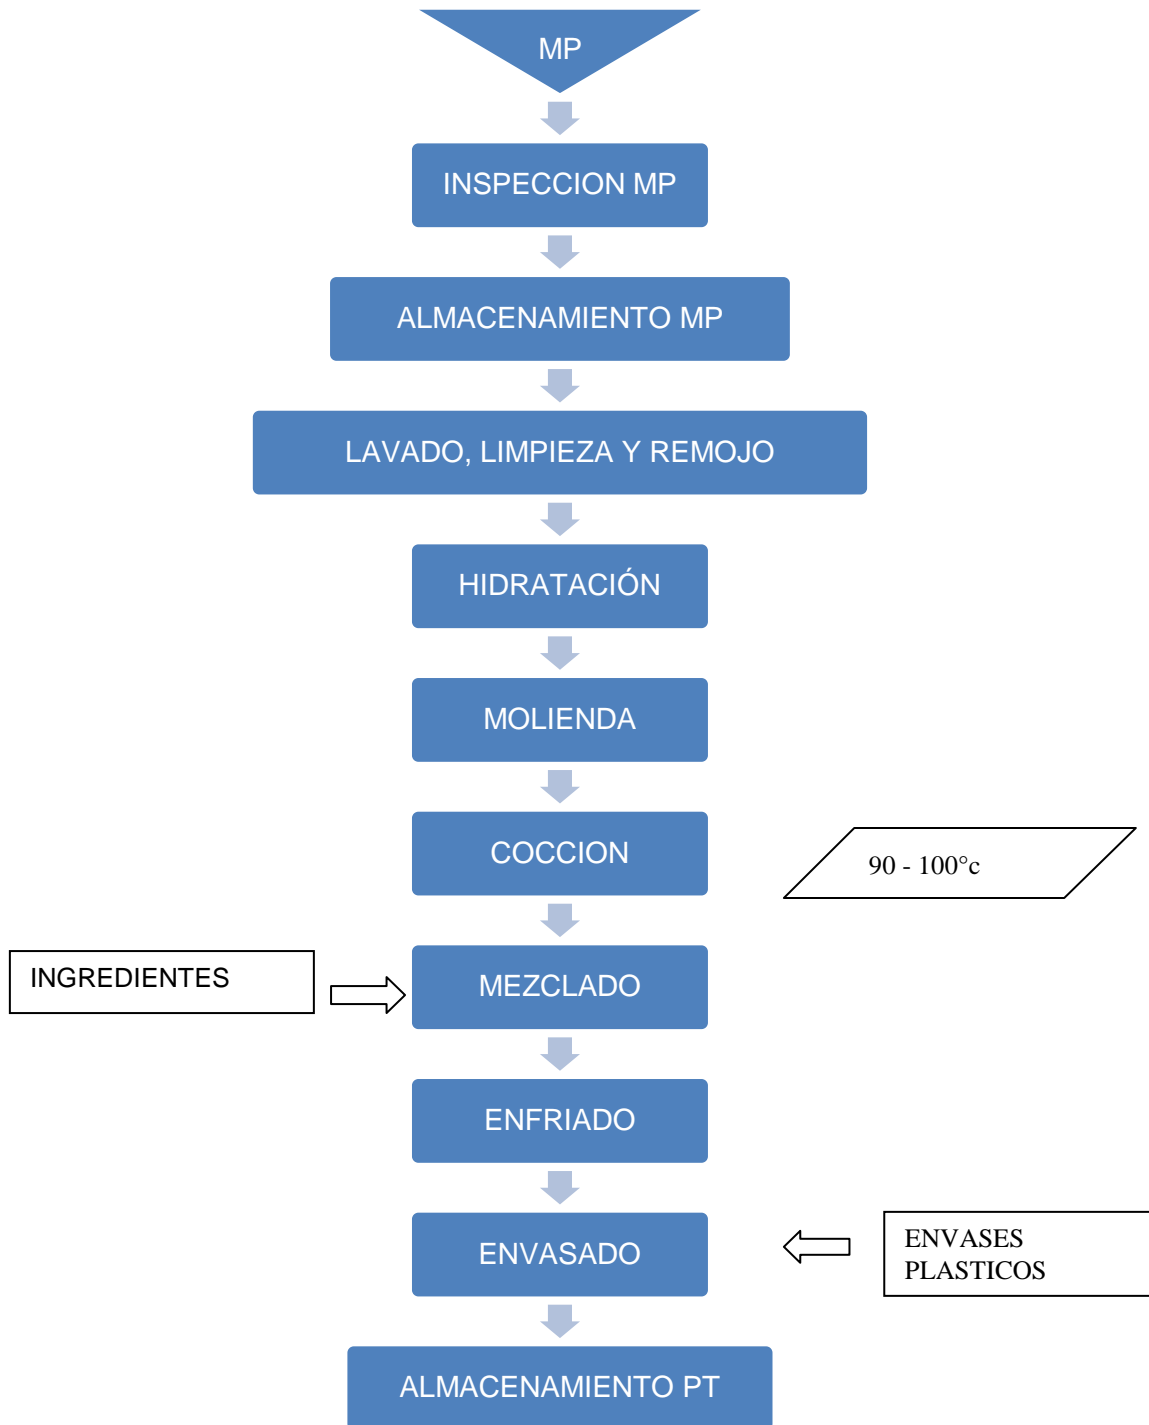 MP
INSPECCION MP
ALMACENAMIENTO MP
LAVADO, LIMPIEZA Y REMOJO
HIDRATACIÓN
MOLIENDA
COCCION
90 - 100°c
INGREDIENTES
MEZCLADO
ENFRIADO
ENVASADO
ENVASES
PLASTICOS
ALMACENAMIENTO PT